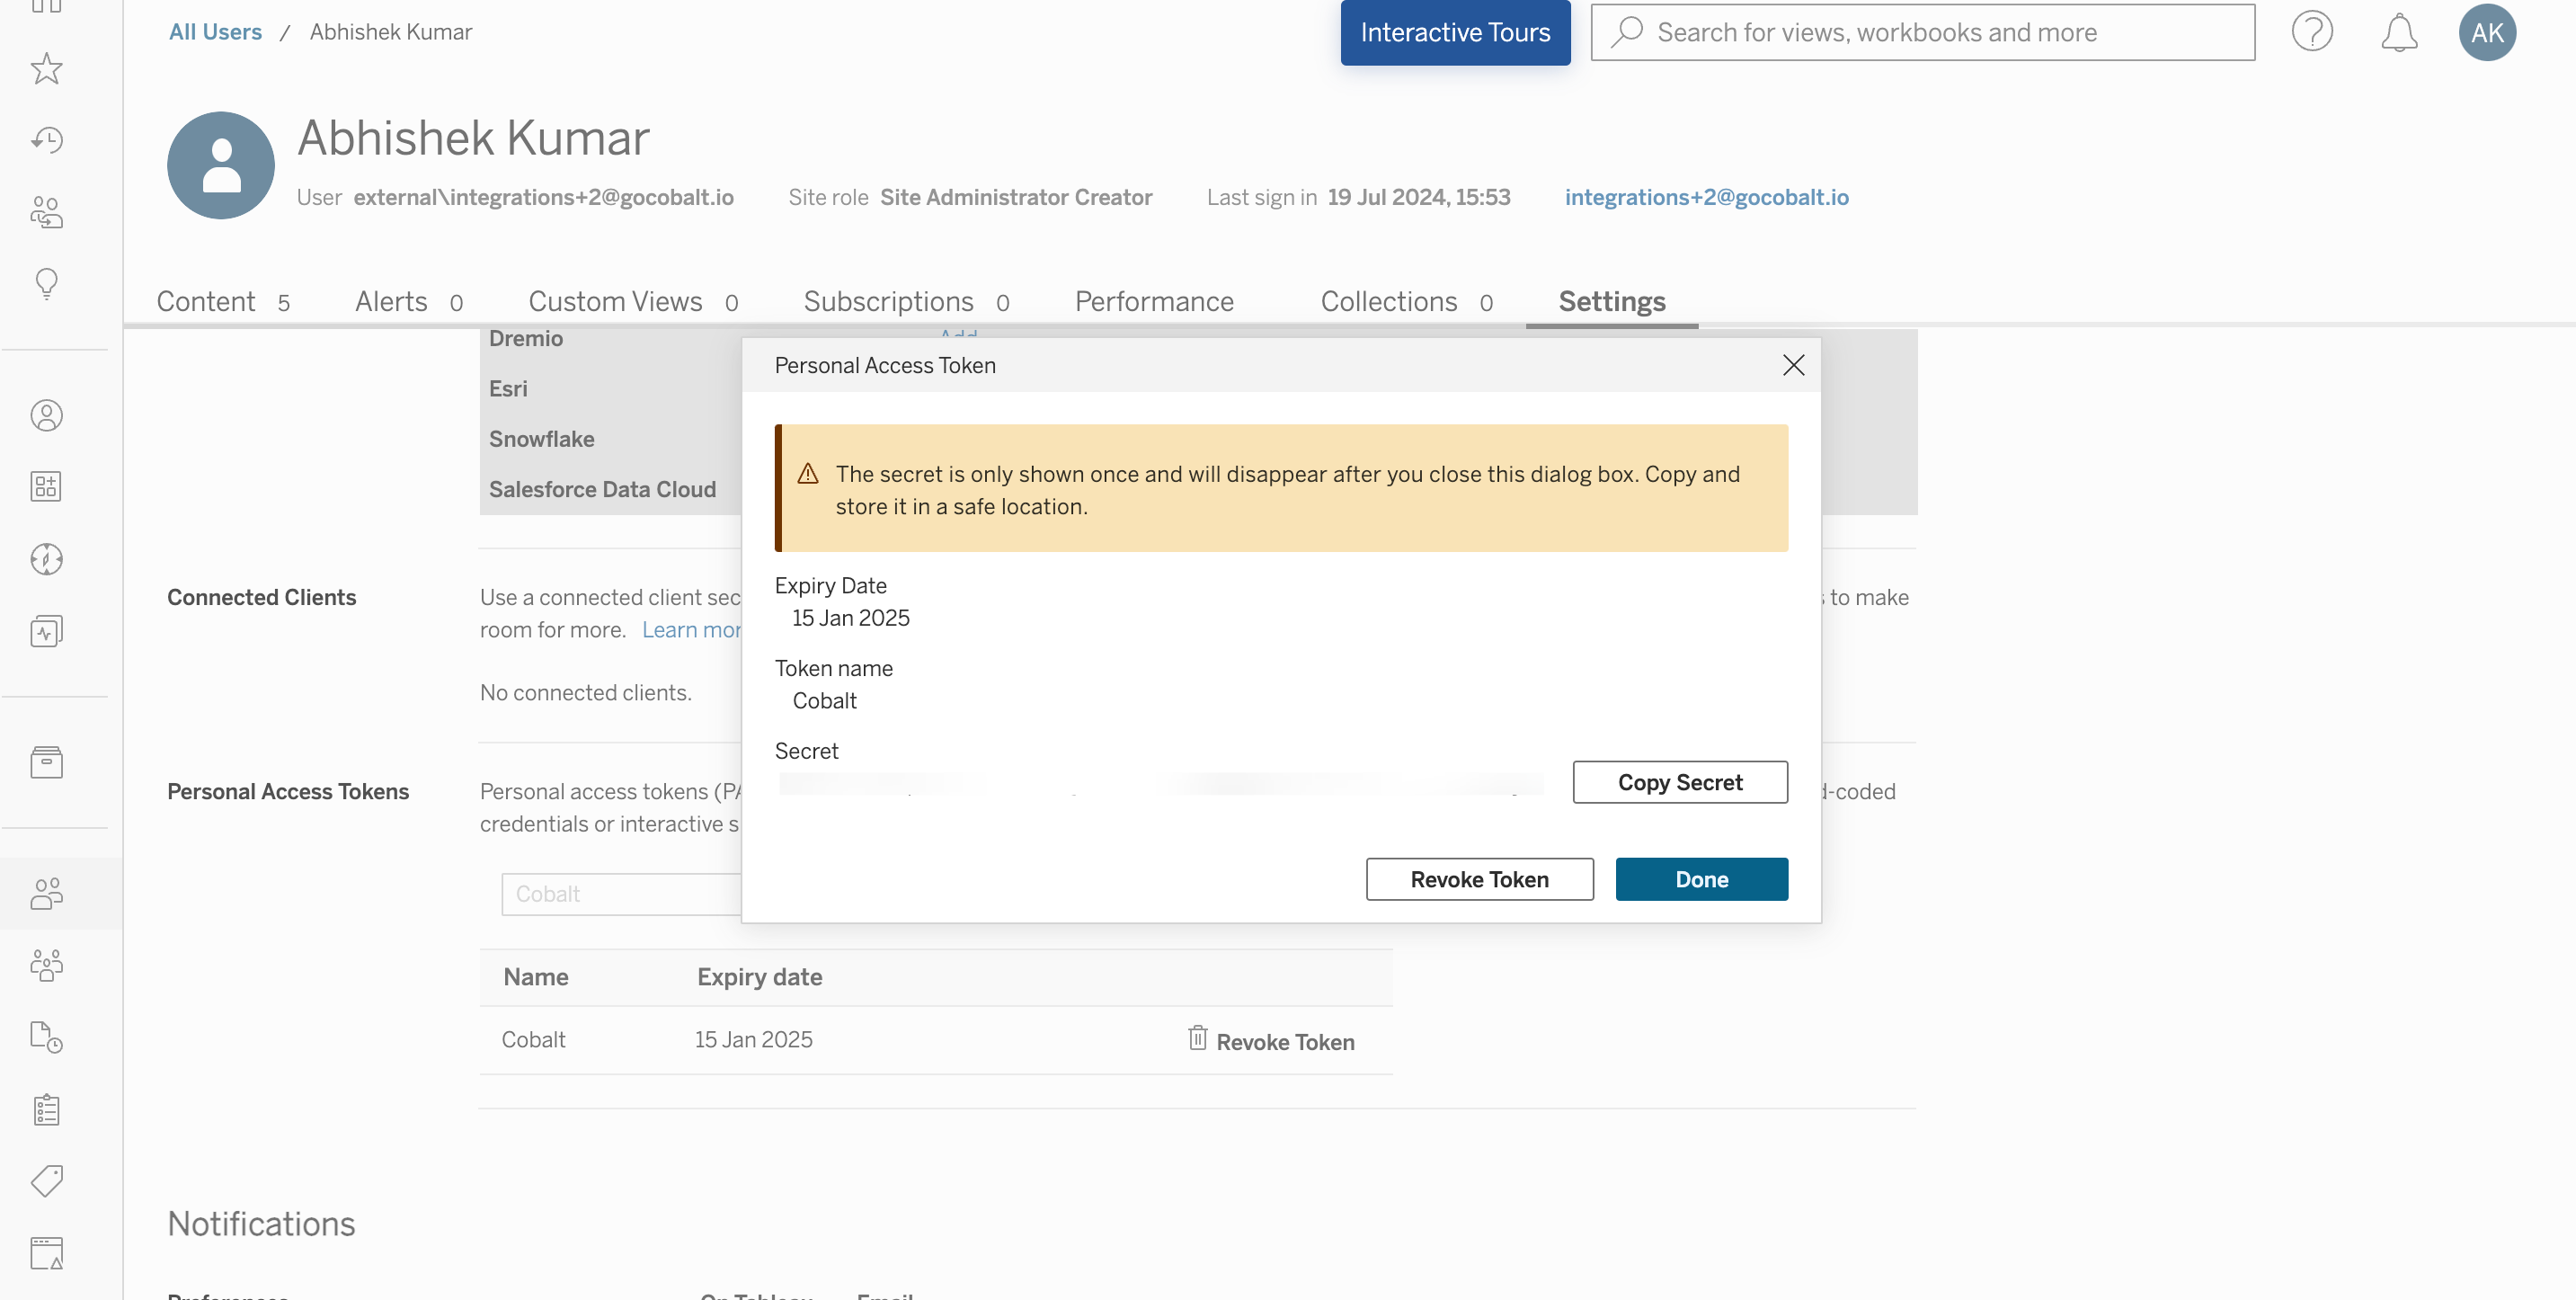 All Users / Abhishek Kumar
Interactive Tours
Search for views, workbooks and more
AK
Abhishek Kumar
User external\integrations+2@gocobalt.io Site role Site Administrator Creator Last sign in 19 Jul 2024, 15:53 integrations+2@gocobalt.io
Content 5 Alerts 0 Custom Views 0 Subscriptions 0 Performance Collections 0 Settings
Dremio Add
Esri
Snowflake
Salesforce Data Cloud
Personal Access Token
The secret is only shown once and will disappear after you close this dialog box. Copy and
store it in a safe location.
Expiry Date
15 Jan 2025
Token name
Cobalt
Secret
Copy Secret
Revoke Token Done
Connected Clients
Use a connected client sec
s to make
room for more. Learn mor
No connected clients.
Personal Access Tokens
Personal access tokens (PA
d-coded
credentials or interactive s
Cobalt
Name Expiry date
Cobalt 15 Jan 2025 Revoke Token
Notifications
Preferences On Tableau Email